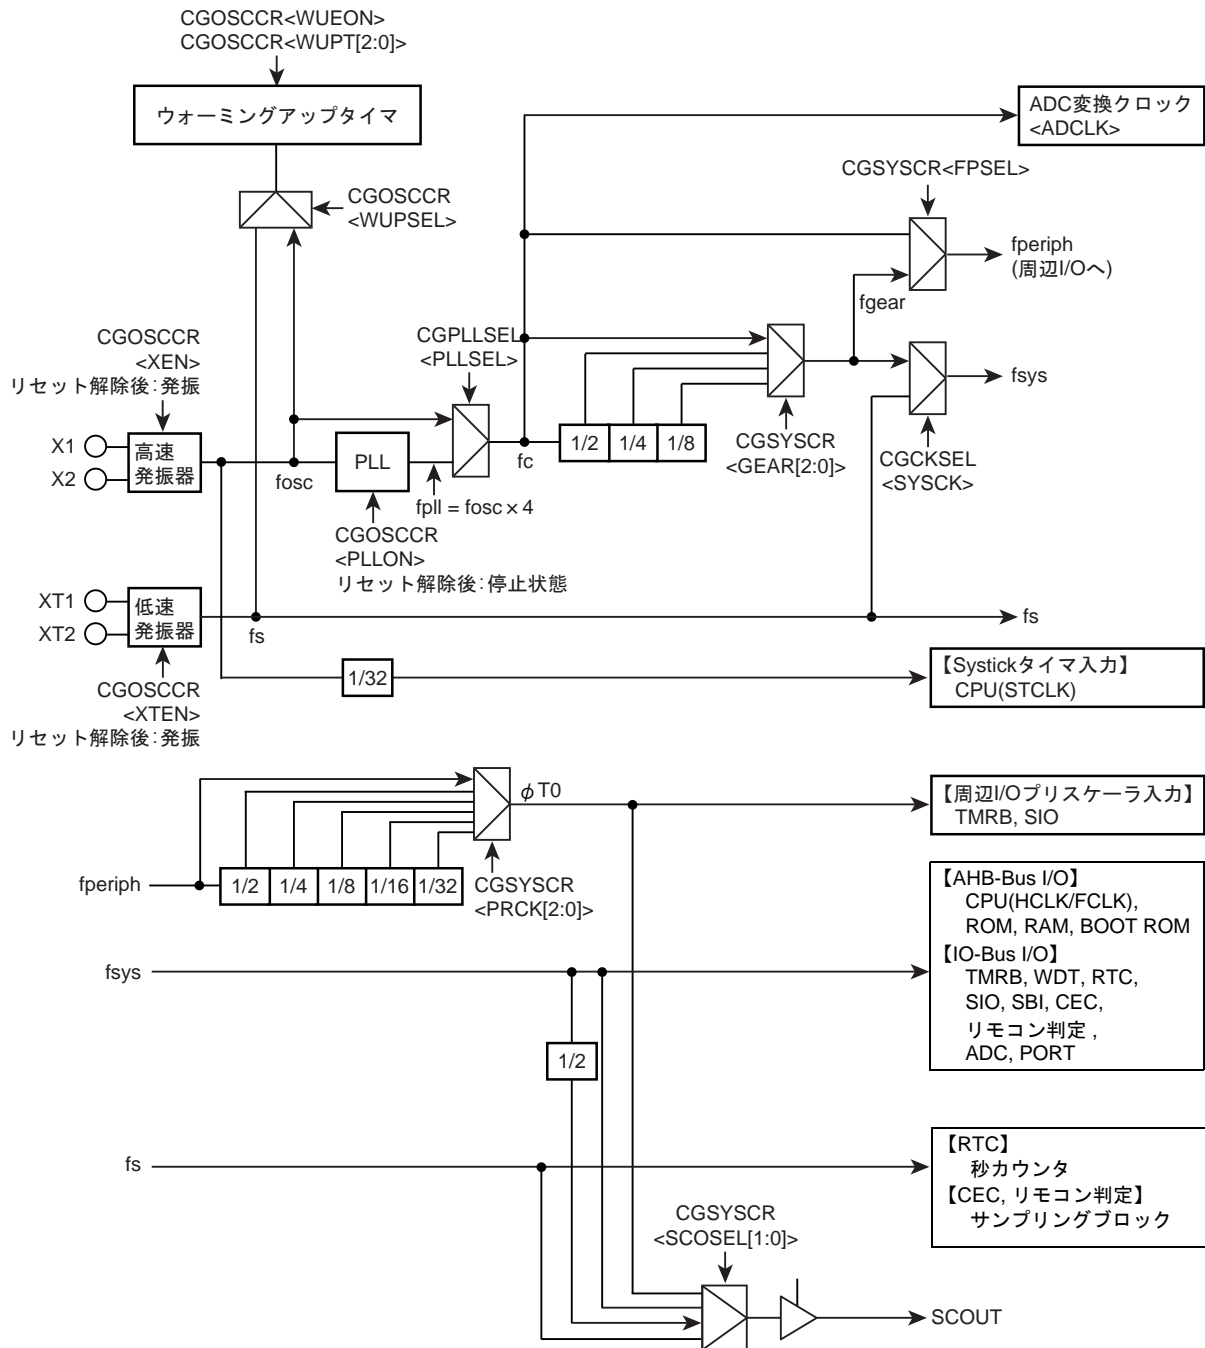 CGOSCCR<WUEON>
CGOSCCR<WUPT[2:0]>
ウォーミングアップタイマ
ADC変換クロック
<ADCLK>
CGOSCCR
<WUPSEL>
CGSYSCR<FPSEL>
fperiph
(周辺I/Oへ)
fgear
CGOSCCR
<XEN>
リセット解除後:発振
CGPLLSEL
<PLLSEL>
fsys
X1
X2
高速
発振器
fosc
PLL
fpll = fosc × 4
fc
1/2
1/4
1/8
CGSYSCR
<GEAR[2:0]>
CGCKSEL
<SYSCK>
CGOSCCR
<PLLON>
リセット解除後:停止状態
XT1
XT2
低速
発振器
fs
fs
CGOSCCR
<XTEN>
リセット解除後:発振
1/32
【Systickタイマ入力】
CPU(STCLK)
φT0
【周辺I/Oプリスケーラ入力】
TMRB, SIO
fperiph
1/2
1/4
1/8
1/16
1/32
CGSYSCR
<PRCK[2:0]>
【AHB-Bus I/O】
CPU(HCLK/FCLK),
ROM, RAM, BOOT ROM
【IO-Bus I/O】
TMRB, WDT, RTC,
SIO, SBI, CEC,
リモコン判定 ,
ADC, PORT
fsys
1/2
fs
【RTC】
秒カウンタ
【CEC, リモコン判定】
サンプリングブロック
CGSYSCR
<SCOSEL[1:0]>
SCOUT